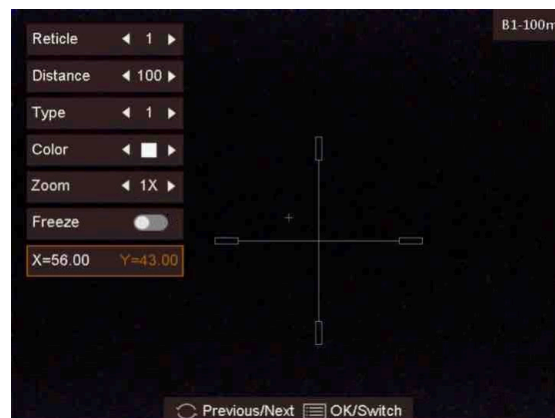 B1-100m
Reticle 1
Distance 100
Type 1
Color
Zoom 1X
Freeze
X=56.00 Y=43.00
Previous/Next OK/Switch